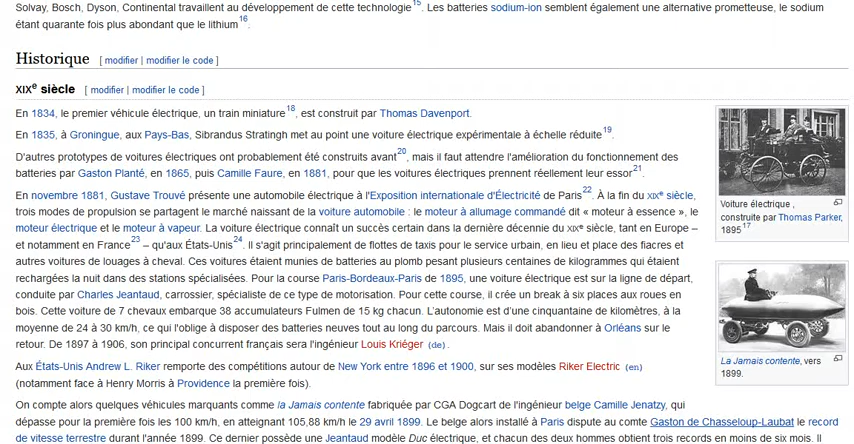 Solvay, Bosch, Dyson, Continental travaillent au développement de cette technologie15. Les batteries sodium-ion semblent également une alternative prometteuse, le sodium
étant quarante fois plus abondant que le lithium16.
Historique [ modifier | modifier le code ]
XIXe siècle [ modifier | modifier le code ]
En 1834, le premier véhicule électrique, un train miniature18, est construit par Thomas Davenport.
En 1835, à Groningue, aux Pays-Bas, Sibrandus Stratingh met au point une voiture électrique expérimentale à échelle réduite19.
D'autres prototypes de voitures électriques ont probablement été construits avant20, mais il faut attendre l'amélioration du fonctionnement des
batteries par Gaston Planté, en 1865, puis Camille Faure, en 1881, pour que les voitures électriques prennent réellement leur essor21.
En novembre 1881, Gustave Trouvé présente une automobile électrique à l'Exposition internationale d'Électricité de Paris22. À la fin du XIXe siècle,
trois modes de propulsion se partagent le marché naissant de la voiture automobile : le moteur à allumage commandé dit « moteur à essence », le
moteur électrique et le moteur à vapeur. La voiture électrique connaît un succès certain dans la dernière décennie du XIXe siècle, tant en Europe –
et notamment en France23 – qu'aux États-Unis24. Il s'agit principalement de flottes de taxis pour le service urbain, en lieu et place des fiacres et
autres voitures de louages à cheval. Ces voitures étaient munies de batteries au plomb pesant plusieurs centaines de kilogrammes qui étaient
rechargées la nuit dans des stations spécialisées. Pour la course Paris-Bordeaux-Paris de 1895, une voiture électrique est sur la ligne de départ,
conduite par Charles Jeantaud, carrossier, spécialiste de ce type de motorisation. Pour cette course, il crée un break à six places aux roues en
bois. Cette voiture de 7 chevaux embarque 38 accumulateurs Fulmen de 15 kg chacun. L'autonomie est d'une cinquantaine de kilomètres, à la
moyenne de 24 à 30 km/h, ce qui l'oblige à disposer des batteries neuves tout au long du parcours. Mais il doit abandonner à Orléans sur le
retour. De 1897 à 1906, son principal concurrent français sera l'ingénieur Louis Kriéger (de).
Aux États-Unis Andrew L. Riker remporte des compétitions autour de New York entre 1896 et 1900, sur ses modèles Riker Electric (en)
(notamment face à Henry Morris à Providence la première fois).
On compte alors quelques véhicules marquants comme la Jamais contente fabriquée par CGA Dogcart de l'ingénieur belge Camille Jenatzy, qui
dépasse pour la première fois les 100 km/h, en atteignant 105,88 km/h le 29 avril 1899. Le belge alors installé à Paris dispute au comte Gaston de Chasseloup-Laubat le record
de vitesse terrestre durant l'année 1899. Ce dernier possède une Jeantaud modèle Duc électrique, et chacun des deux hommes obtient trois records en moins de six mois. Il
Voiture électrique ,
construite par Thomas Parker,
189517
La Jamais contente, vers
1899.